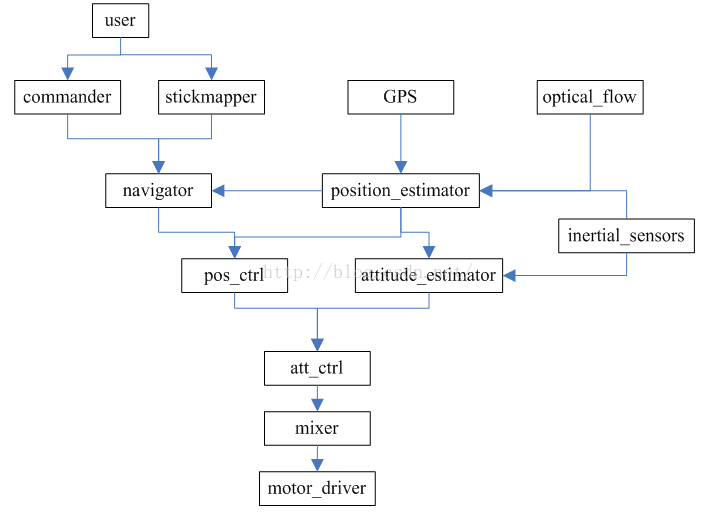 user
commander
stickmapper
GPS
optical_flow
navigator
position_estimator
inertial_sensors
pos_ctrl
attitude_estimator
att_ctrl
mixer
motor_driver